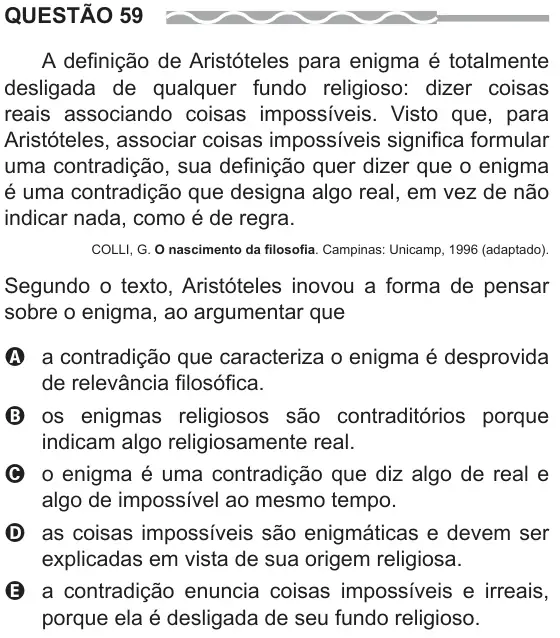 QUESTÃO 59
A definição de Aristóteles para enigma é totalmente
desligada de qualquer fundo religioso: dizer coisas
reais associando coisas impossíveis. Visto que, para
Aristóteles, associar coisas impossíveis significa formular
uma contradição, sua definição quer dizer que o enigma
é uma contradição que designa algo real, em vez de não
indicar nada, como é de regra.
COLLI, G. O nascimento da filosofia. Campinas: Unicamp, 1996 (adaptado).
Segundo o texto, Aristóteles inovou a forma de pensar
sobre o enigma, ao argumentar que
A a contradição que caracteriza o enigma é desprovida
de relevância filosófica.
B os enigmas religiosos são contraditórios porque
indicam algo religiosamente real.
C o enigma é uma contradição que diz algo de real e
algo de impossível ao mesmo tempo.
D as coisas impossíveis são enigmáticas e devem ser
explicadas em vista de sua origem religiosa.
E a contradição enuncia coisas impossíveis e irreais,
porque ela é desligada de seu fundo religioso.